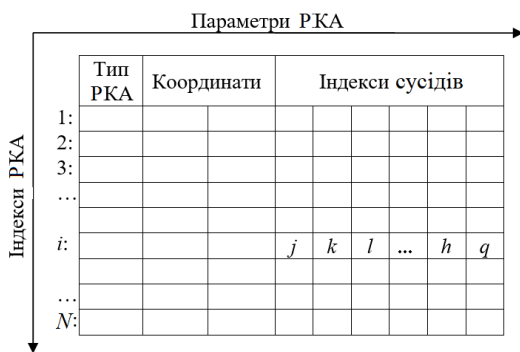 Параметри РКА
Індекси РКА
Тип РКА Координати Індекси сусідів
1:
2:
3:
...
i: j k l ... h q
...
N: